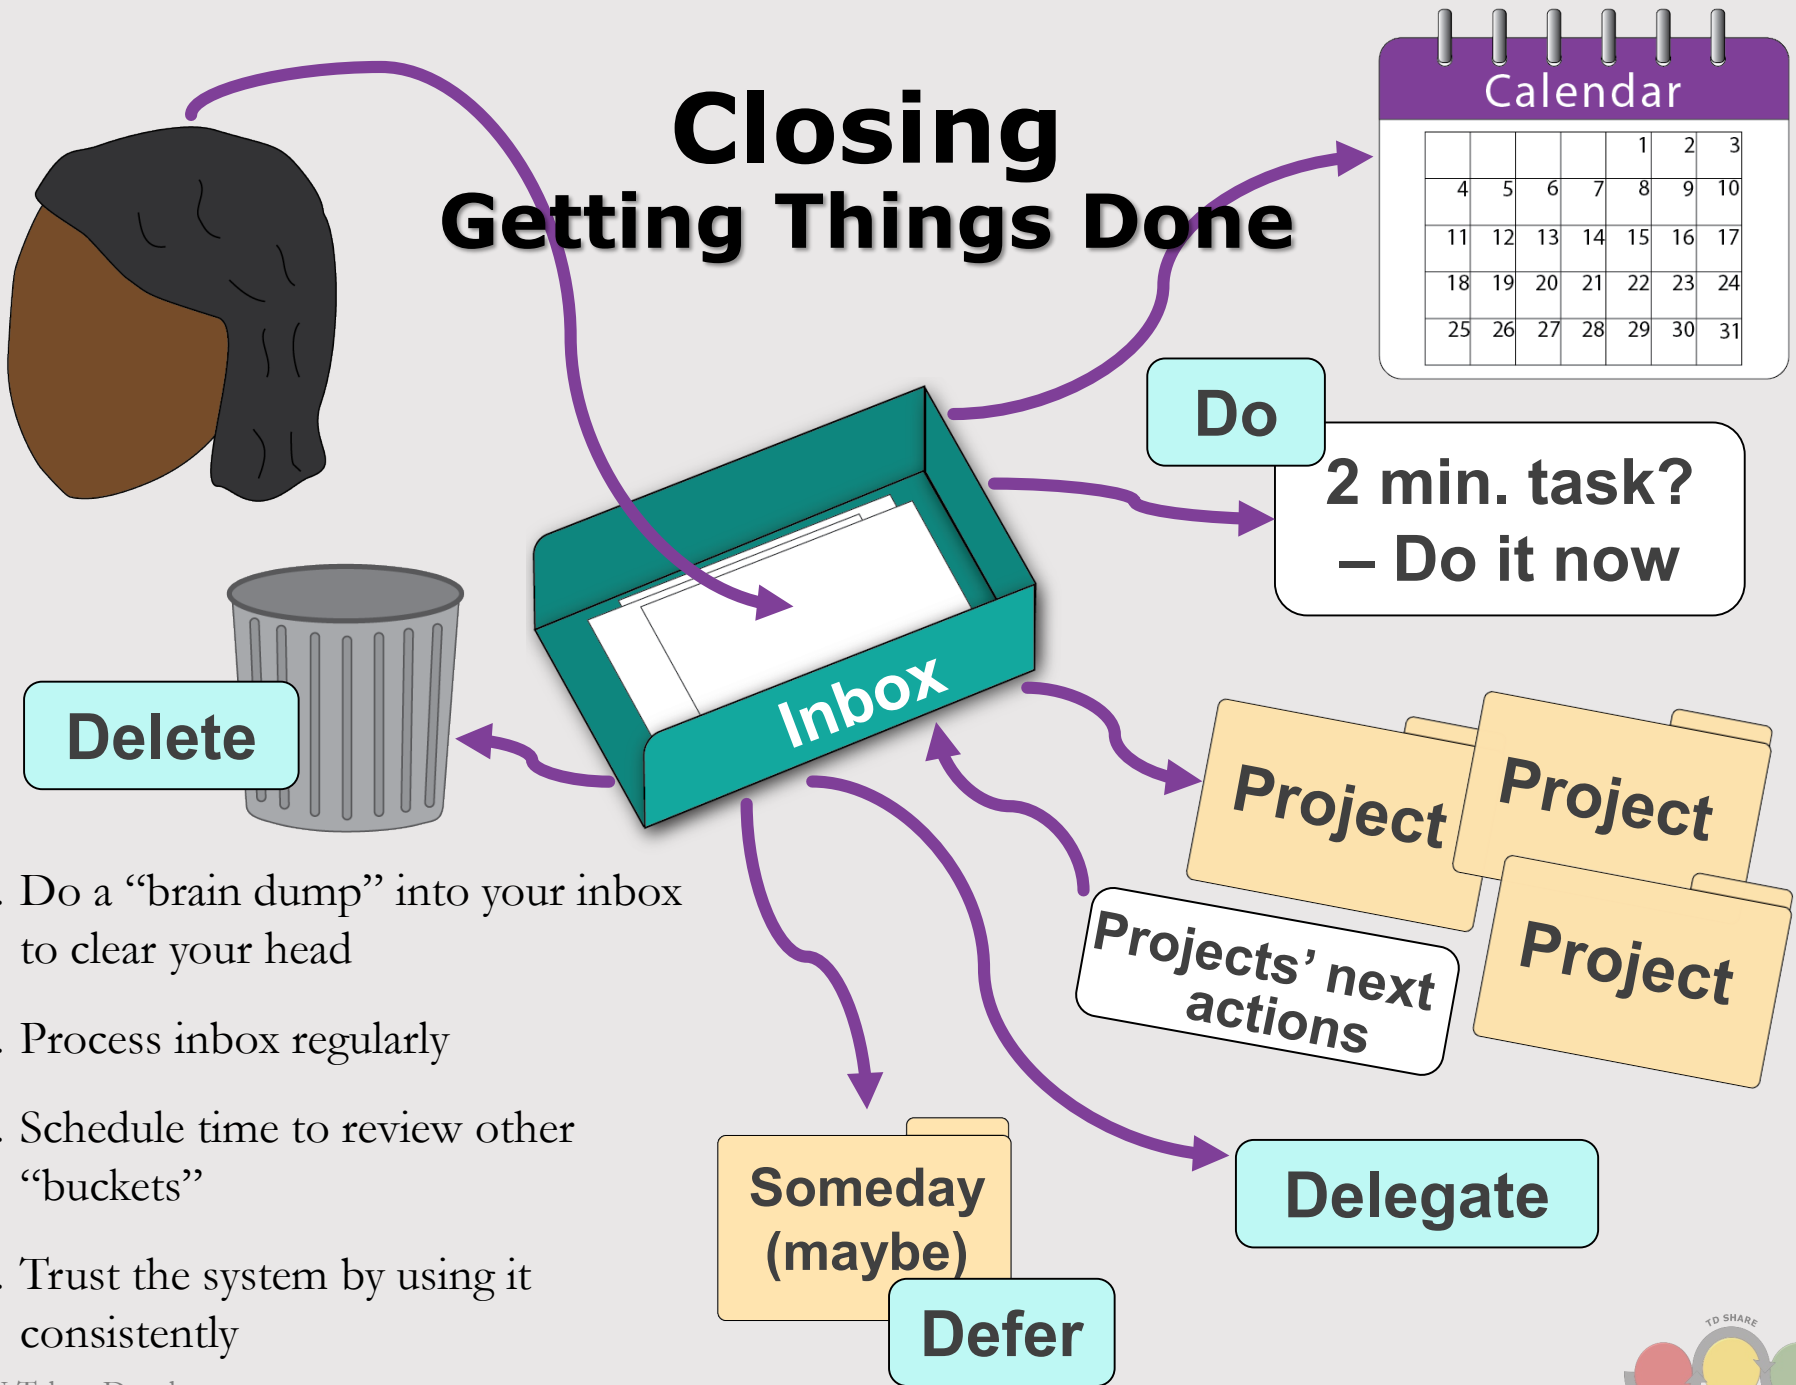 Closing
Getting Things Done
Calendar
1 2 3
4 5 6 7 8 9 10
11 12 13 14 15 16 17
18 19 20 21 22 23 24
25 26 27 28 29 30 31
Do
2 min. task?
– Do it now
Inbox
Delete
Project
Project
Project
Projects’ next
actions
. Do a “brain dump” into your inbox
to clear your head
. Process inbox regularly
. Schedule time to review other
“buckets”
. Trust the system by using it
consistently
Someday
(maybe)
Defer
Delegate
TD SHARE